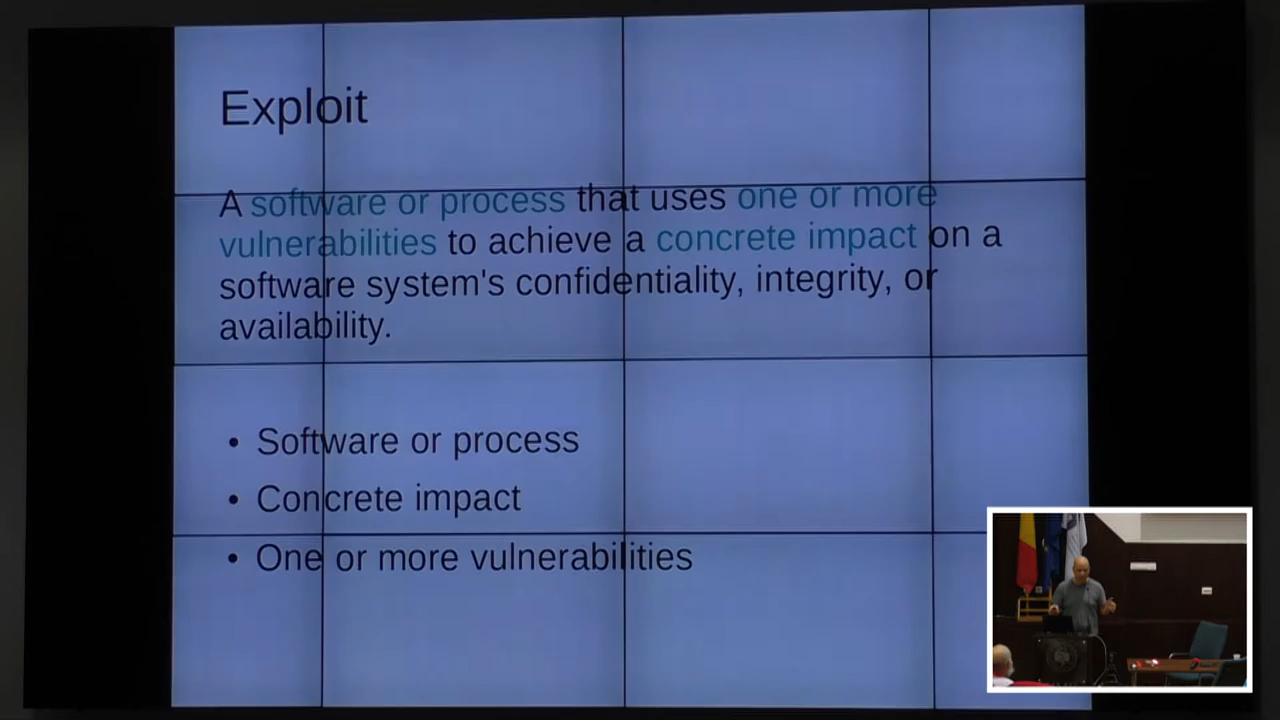 Exploit
A software or process that uses one or more
vulnerabilities to achieve a concrete impact on a
software system's confidentiality, integrity, or
availability.
• Software or process
• Concrete impact
• One or more vulnerabilities